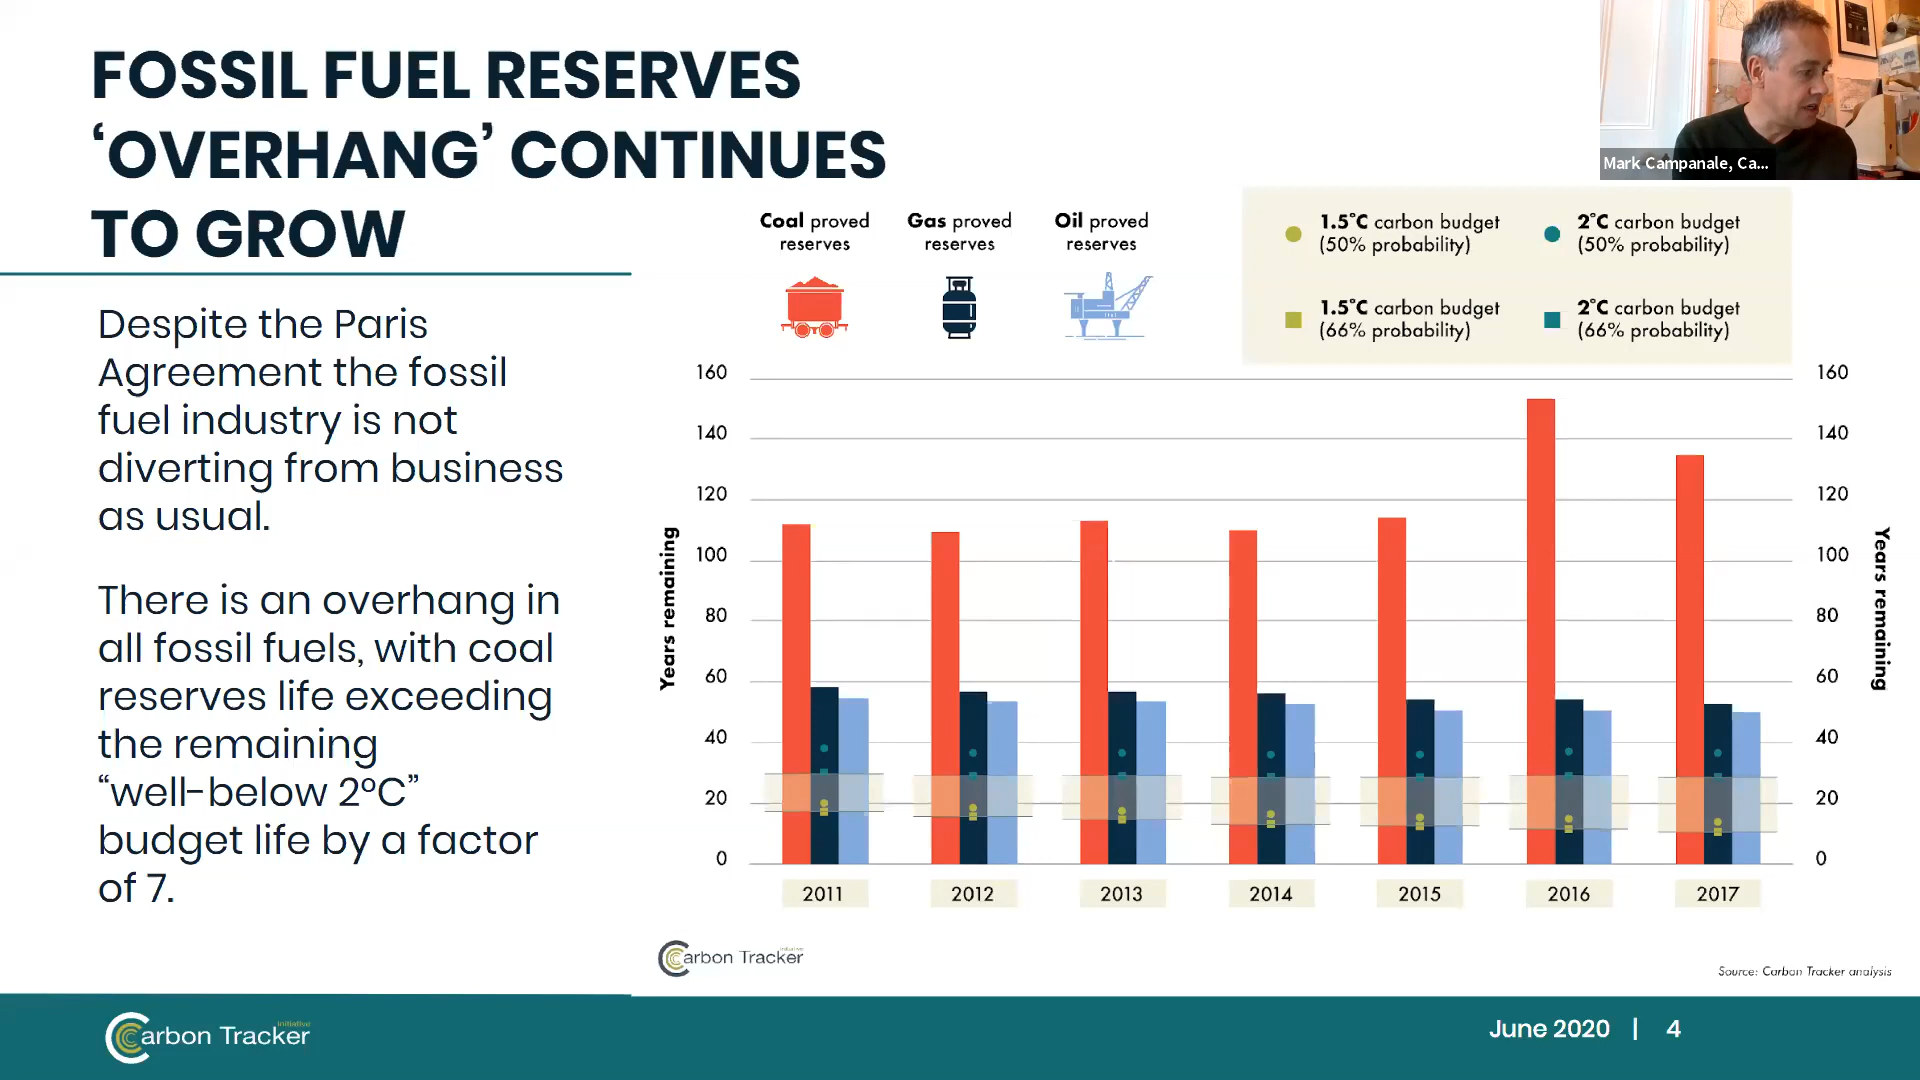 FOSSIL FUEL RESERVES
‘OVERHANG’ CONTINUES
TO GROW
Despite the Paris
Agreement the fossil
fuel industry is not
diverting from business
as usual.
There is an overhang in
all fossil fuels, with coal
reserves life exceeding
the remaining
“well-below 2ºC”
budget life by a factor
of 7.
Mark Campanale, Ca...
Coal proved
reserves
Gas proved
reserves
Oil proved
reserves
1.5°C carbon budget
(50% probability)
2°C carbon budget
(50% probability)
1.5°C carbon budget
(66% probability)
2°C carbon budget
(66% probability)
Years remaining
160
140
120
100
80
60
40
20
0
160
140
120
100
80
60
40
20
0
Years remaining
2011
2012
2013
2014
2015
2016
2017
Carbon Tracker
initiative
Source: Carbon Tracker analysis
Carbon Tracker
initiative
June 2020 | 4